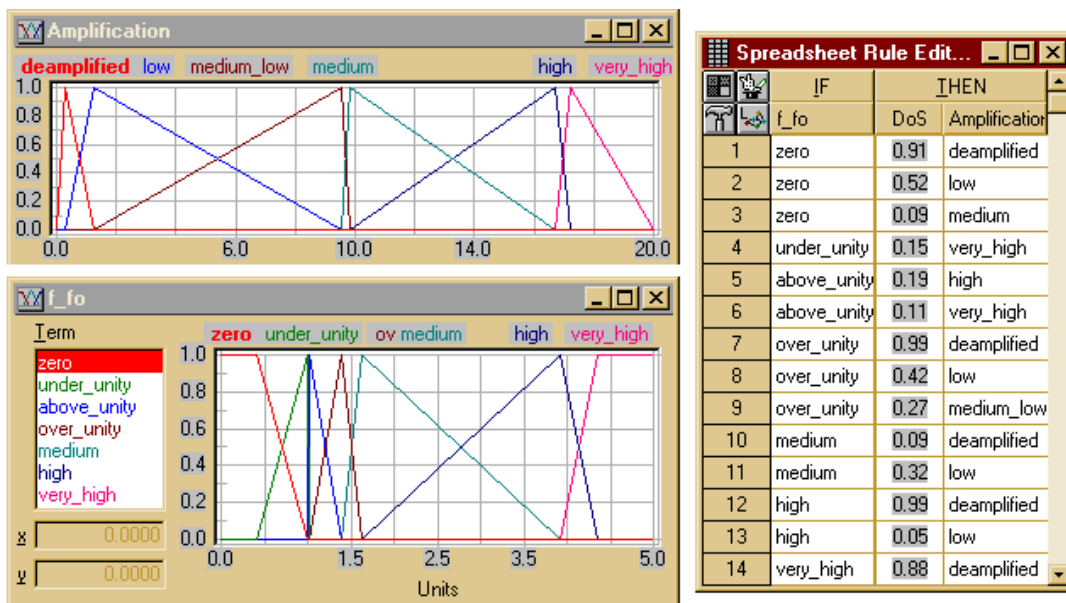 Amplification
deamplified low medium_low medium high very_high
1.0
0.8
0.6
0.4
0.2
0.0
0.0 6.0 10.0 14.0 20.0
f_fo
Term
zero
under_unity
above_unity
over_unity
medium
high
very_high
x 0.0000
y 0.0000
zero under_unity ov medium high very_high
1.0
0.8
0.6
0.4
0.2
0.0
0.0 1.5 2.5 3.5 5.0
Units
Spreadsheet Rule Edit...
IF THEN
f_fo DoS Amplification
1 zero 0.91 deamplified
2 zero 0.52 low
3 zero 0.09 medium
4 under_unity 0.15 very_high
5 above_unity 0.19 high
6 above_unity 0.11 very_high
7 over_unity 0.99 deamplified
8 over_unity 0.42 low
9 over_unity 0.27 medium_low
10 medium 0.09 deamplified
11 medium 0.32 low
12 high 0.99 deamplified
13 high 0.05 low
14 very_high 0.88 deamplified